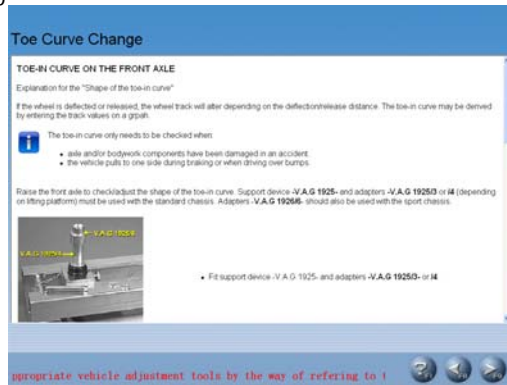 Toe Curve Change
TOE-IN CURVE ON THE FRONT AXLE
Explanation for the "Shape of the toe-in curve"
If the wheel is deflected or released, the wheel track will alter depending on the deflection/release distance. The toe-in curve may be derived
by entering the track values on a grpah.
The toe-in curve only needs to be checked when:
• axle and/or bodywork components have been damaged in an accident.
• the vehicle pulls to one side during braking or when driving over bumps.
Raise the front axle to check/adjust the shape of the toe-in curve. Support device -V.A.G 1925- and adapters -V.A.G 1925/3 or /4 (depending
on lifting platform) must be used with the standard chassis. Adapters -V.A.G 1925/6- should also be used with the sport chassis.
V.A.G 1925/4
• Fit support device -V.A.G 1925- and adapters -V.A.G 1925/3- or /4
ppropriate vehicle adjustment tools by the way of refering to t